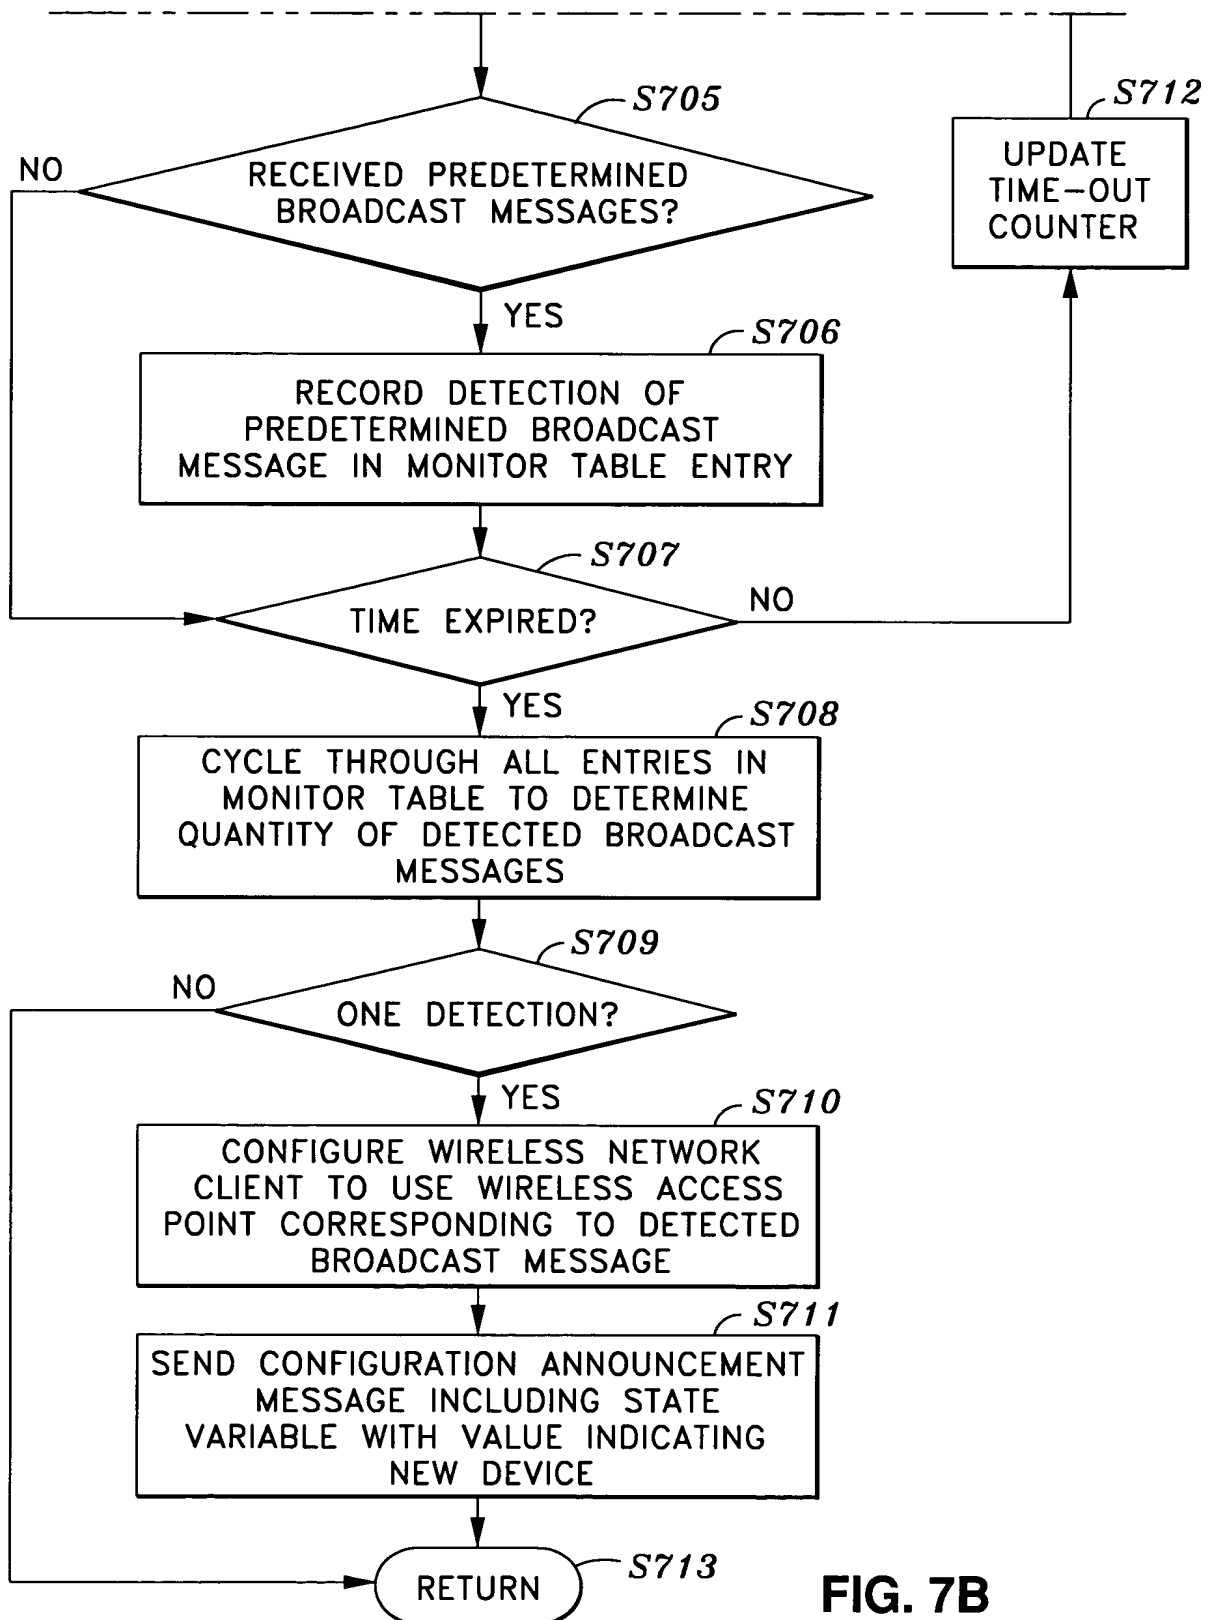 S705
S712
NO
RECEIVED PREDETERMINED
BROADCAST MESSAGES?
UPDATE
TIME-OUT
COUNTER
YES
S706
RECORD DETECTION OF
PREDETERMINED BROADCAST
MESSAGE IN MONITOR TABLE ENTRY
S707
TIME EXPIRED?
NO
YES
S708
CYCLE THROUGH ALL ENTRIES IN
MONITOR TABLE TO DETERMINE
QUANTITY OF DETECTED BROADCAST
MESSAGES
S709
NO
ONE DETECTION?
YES
S710
CONFIGURE WIRELESS NETWORK
CLIENT TO USE WIRELESS ACCESS
POINT CORRESPONDING TO DETECTED
BROADCAST MESSAGE
S711
SEND CONFIGURATION ANNOUNCEMENT
MESSAGE INCLUDING STATE
VARIABLE WITH VALUE INDICATING
NEW DEVICE
S713
RETURN
FIG. 7B